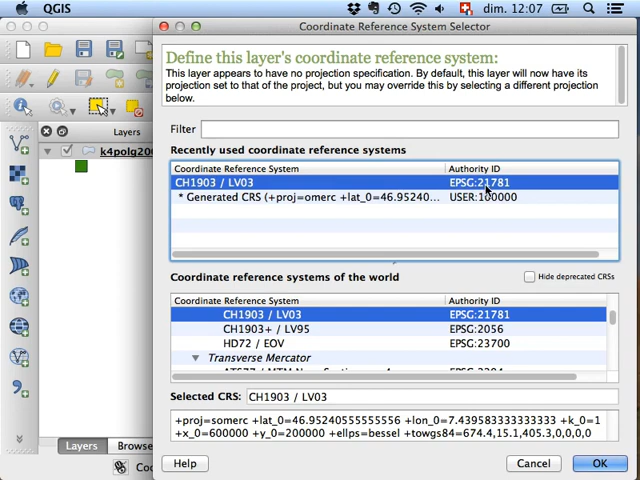 QGIS
dim. 12:07
Coordinate Reference System Selector
Define this layer's coordinate reference system:
This layer appears to have no projection specification. By default, this layer will now have its
projection set to that of the project, but you may override this by selecting a different projection
below.
Filter
Layers
k4polg200
Recently used coordinate reference systems
Coordinate Reference System Authority ID
CH1903 / LV03 EPSG:21781
* Generated CRS (+proj=omerc +lat_0=46.95240... USER:100000
Coordinate reference systems of the world
Hide deprecated CRSs
Coordinate Reference System Authority ID
CH1903 / LV03 EPSG:21781
CH1903+ / LV95 EPSG:2056
HD72 / EOV EPSG:23700
Transverse Mercator
Selected CRS: CH1903 / LV03
+proj=somerc +lat_0=46.95240555555556 +lon_0=7.439583333333333 +k_0=1
+x_0=600000 +y_0=200000 +ellps=bessel +towgs84=674.4,15.1,405.3,0,0,0,0
Layers
Browse
Help
Cancel
OK
Coo